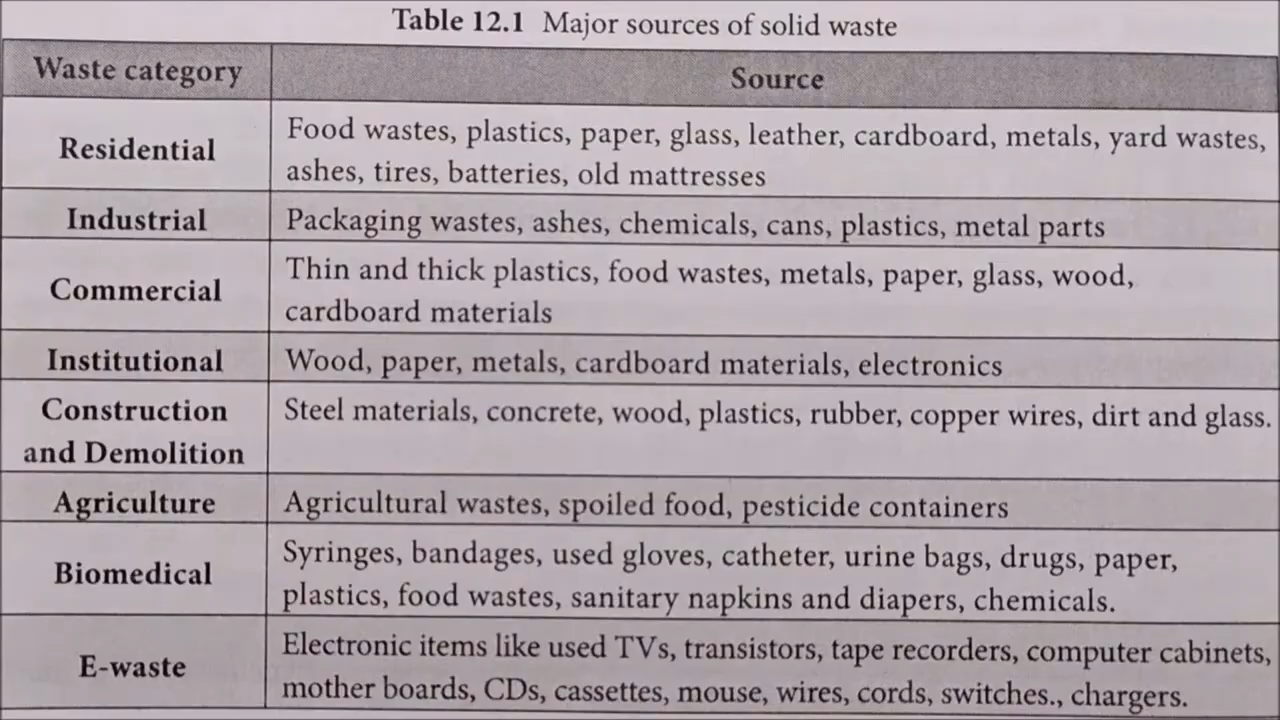 Table 12.1 Major sources of solid waste
Waste category Source
Residential Food wastes, plastics, paper, glass, leather, cardboard, metals, yard wastes,
ashes, tires, batteries, old mattresses
Industrial Packaging wastes, ashes, chemicals, cans, plastics, metal parts
Commercial Thin and thick plastics, food wastes, metals, paper, glass, wood,
cardboard materials
Institutional Wood, paper, metals, cardboard materials, electronics
Construction Steel materials, concrete, wood, plastics, rubber, copper wires, dirt and glass.
and Demolition
Agriculture Agricultural wastes, spoiled food, pesticide containers
Biomedical Syringes, bandages, used gloves, catheter, urine bags, drugs, paper,
plastics, food wastes, sanitary napkins and diapers, chemicals.
E-waste Electronic items like used TVs, transistors, tape recorders, computer cabinets,
mother boards, CDs, cassettes, mouse, wires, cords, switches., chargers.